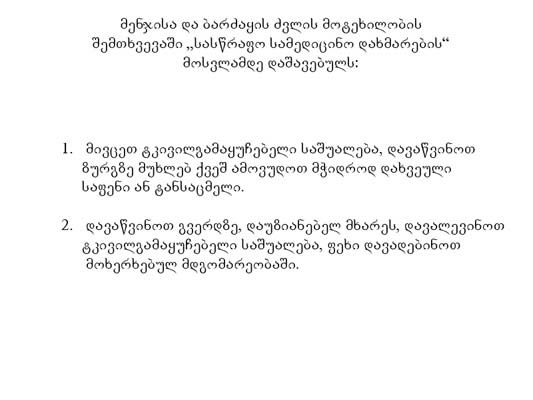 მენჯისა და ბარძაყის ძვლის მოტეხილობის
შემთხვევაში „სასწრაფო სამედიცინო დახმარების“
მოსვლამდე დაშავებულს:
1. მივცეთ ტკივილგამაყუჩებელი საშუალება, დავაწვინოთ
ზურგზე მუხლებ ქვეშ ამოვუდოთ მჭიდროდ დახვეული
საფენი ან ტანსაცმელი.
2. დავაწვინოთ გვერდზე, დაუზიანებელ მხარეს, დავალევინოთ
ტკივილგამაყუჩებელი საშუალება, ფეხი დავადებინოთ
მოხერხებულ მდგომარეობაში.